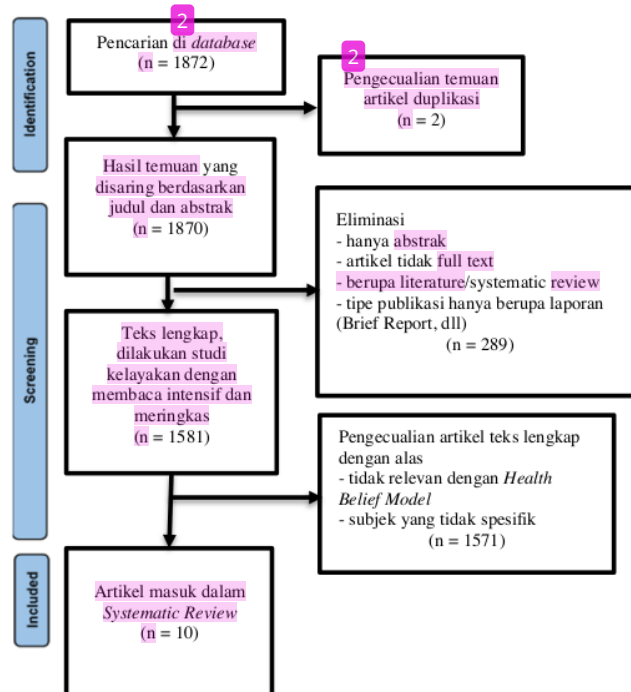 Identification
2
Pencarian di database
(n = 1872)
2
Pengecualian temuan
artikel duplikasi
(n = 2)
Hasil temuan yang
disaring berdasarkan
judul dan abstrak
(n = 1870)
Screening
Eliminasi
- hanya abstrak
- artikel tidak full text
- berupa literature/systematic review
- tipe publikasi hanya berupa laporan
(Brief Report, dll)
(n = 289)
Teks lengkap,
dilakukan studi
kelayakan dengan
membaca intensif dan
meringkas
(n = 1581)
Pengecualian artikel teks lengkap
dengan alas
- tidak relevan dengan Health
Belief Model
- subjek yang tidak spesifik
(n = 1571)
Included
Artikel masuk dalam
Systematic Review
(n = 10)